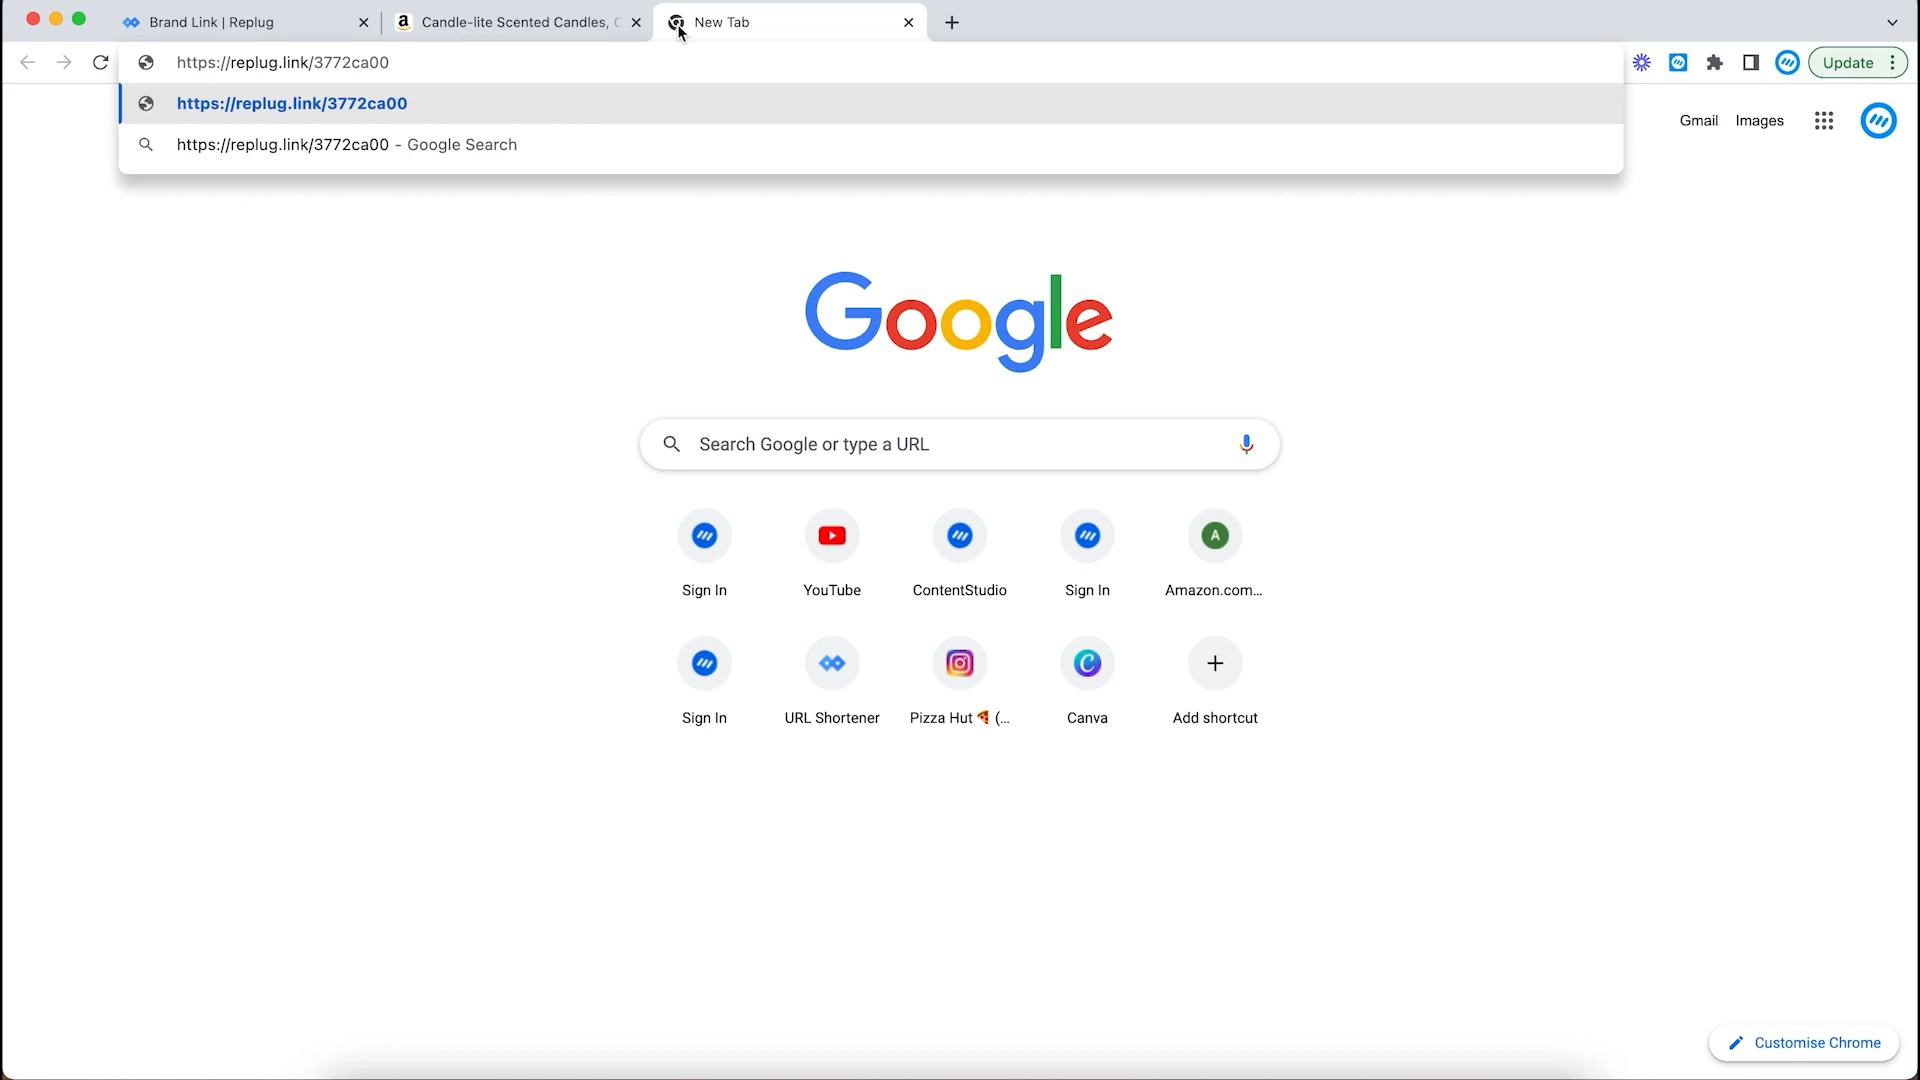 Brand Link | Replug
Candle-lite Scented Candles, C
New Tab
https://replug.link/3772ca00
Update
https://replug.link/3772ca00
https://replug.link/3772ca00 - Google Search
Gmail Images
Google
Search Google or type a URL
A
Sign In YouTube ContentStudio Sign In Amazon.com...
Sign In URL Shortener Pizza Hut 🍕 (... Canva Add shortcut
Customise Chrome